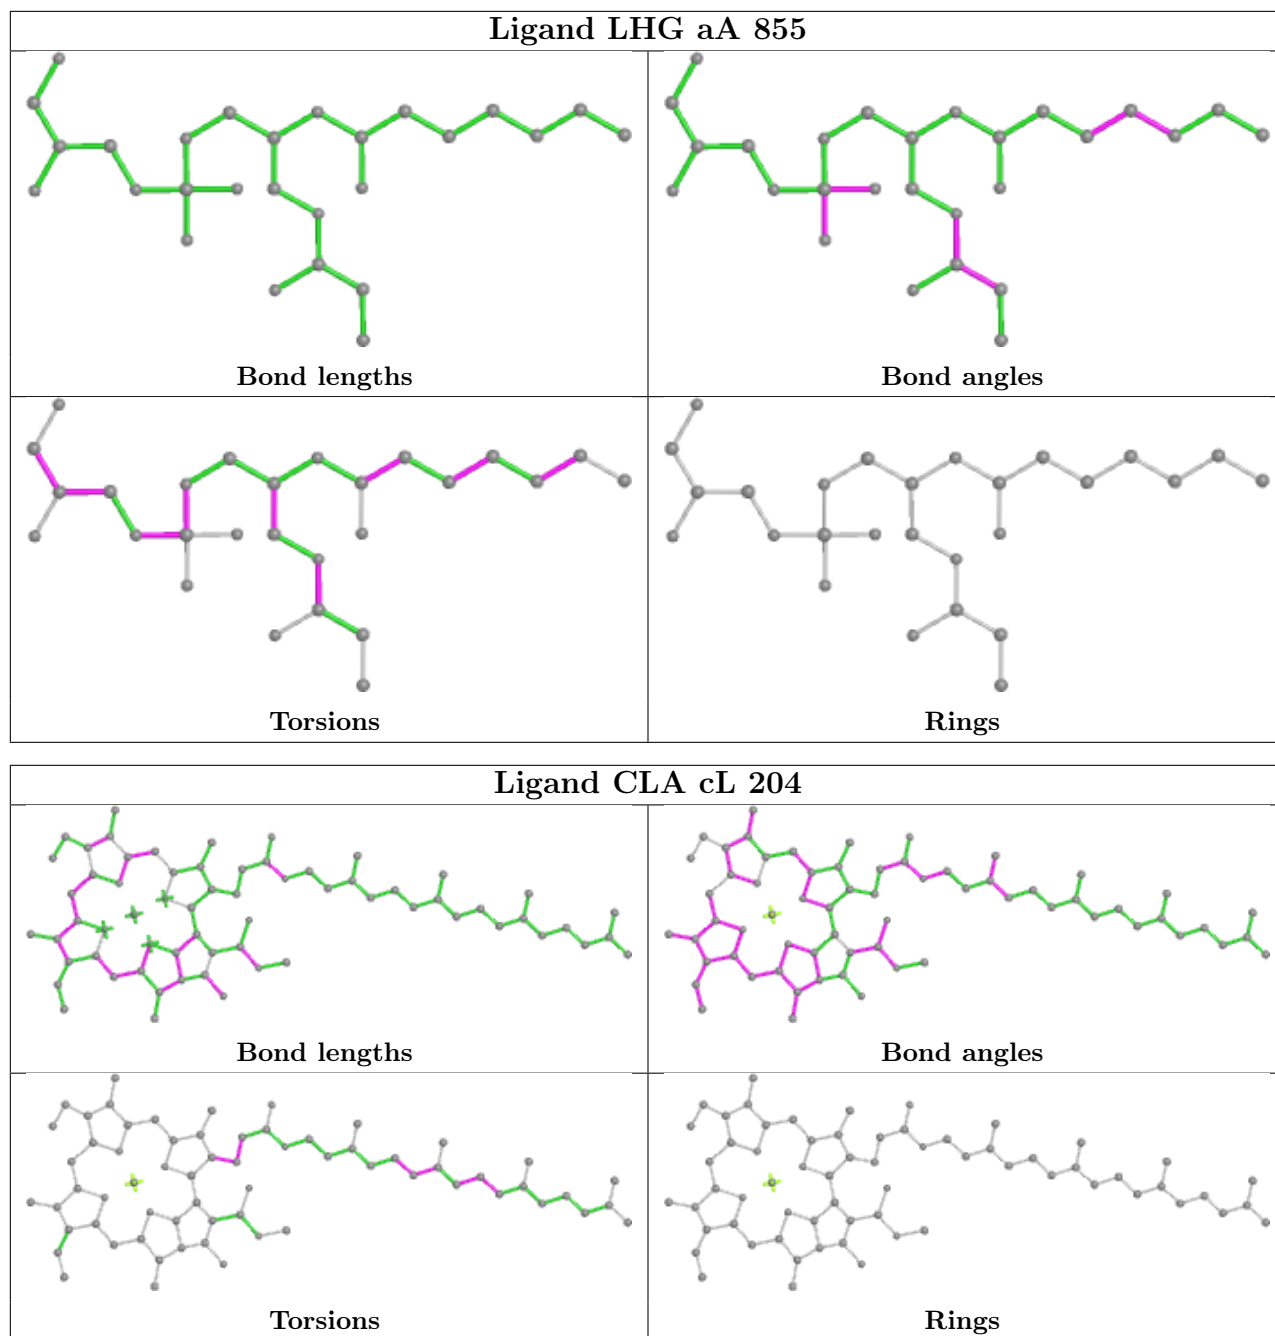 Ligand LHG aA 855
Bond lengths
Bond angles
Torsions
Rings
Ligand CLA cL 204
Bond lengths
Bond angles
Torsions
Rings